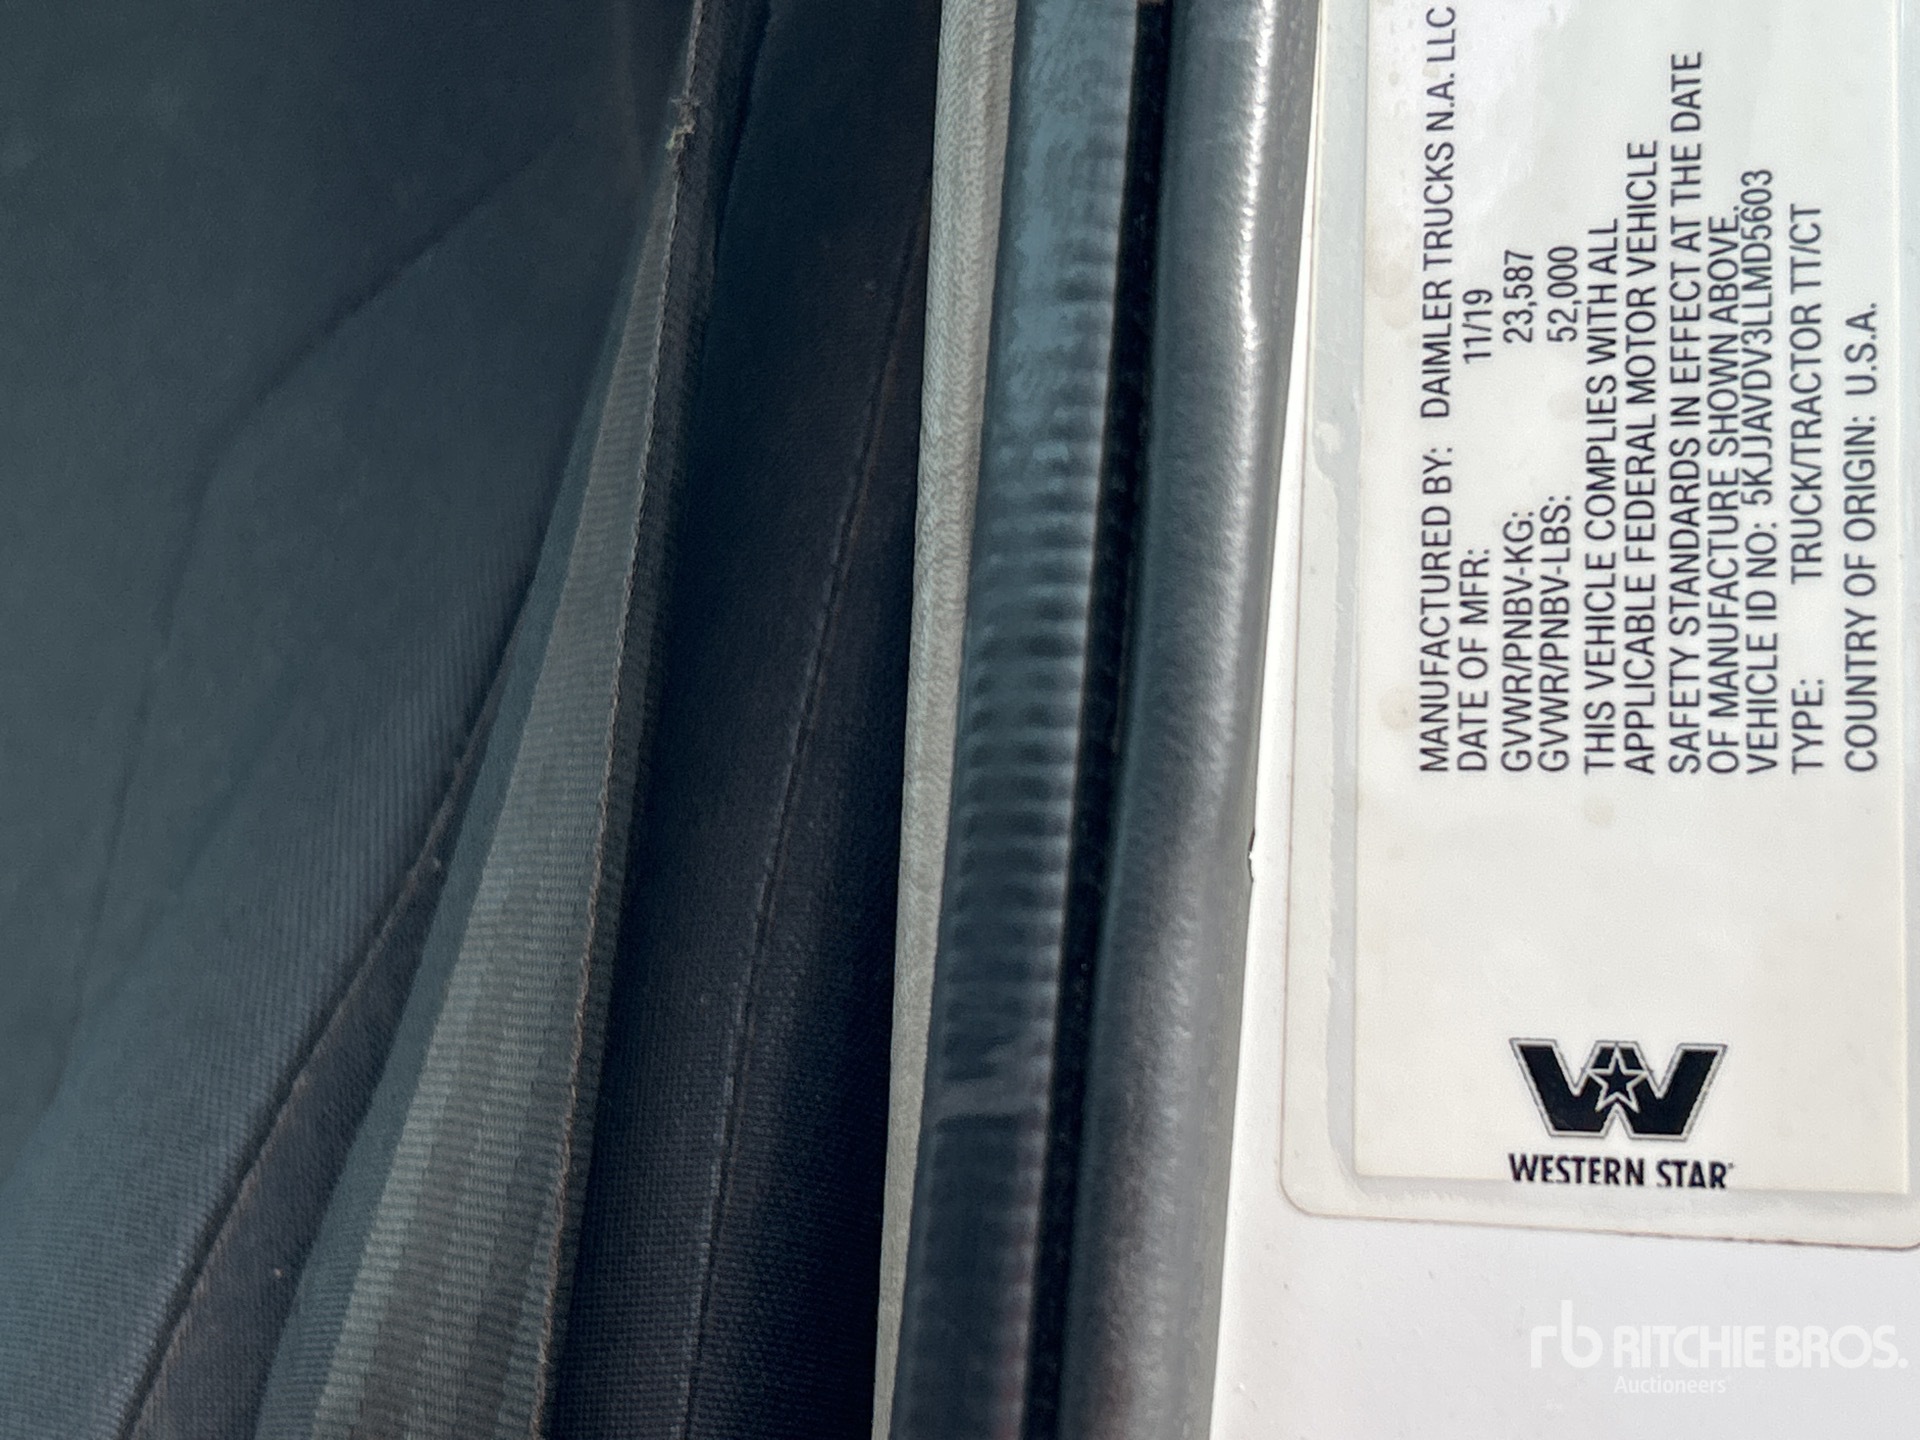 MANUFACTURED BY: DAIMLER TRUCKS N.A. LLC
DATE OF MFR: 11/19
GVWR/PNBV-KG: 23,587
GVWR/PNBV-LBS: 52,000
THIS VEHICLE COMPLIES WITH ALL
APPLICABLE FEDERAL MOTOR VEHICLE
SAFETY STANDARDS IN EFFECT AT THE DATE
OF MANUFACTURE SHOWN ABOVE.
VEHICLE ID NO: 5KJJAVDV3LLMD5603
TYPE: TRUCK/TRACTOR TT/CT
COUNTRY OF ORIGIN: U.S.A.
WESTERN STAR
rb RITCHIE BROS.
Auctioneers